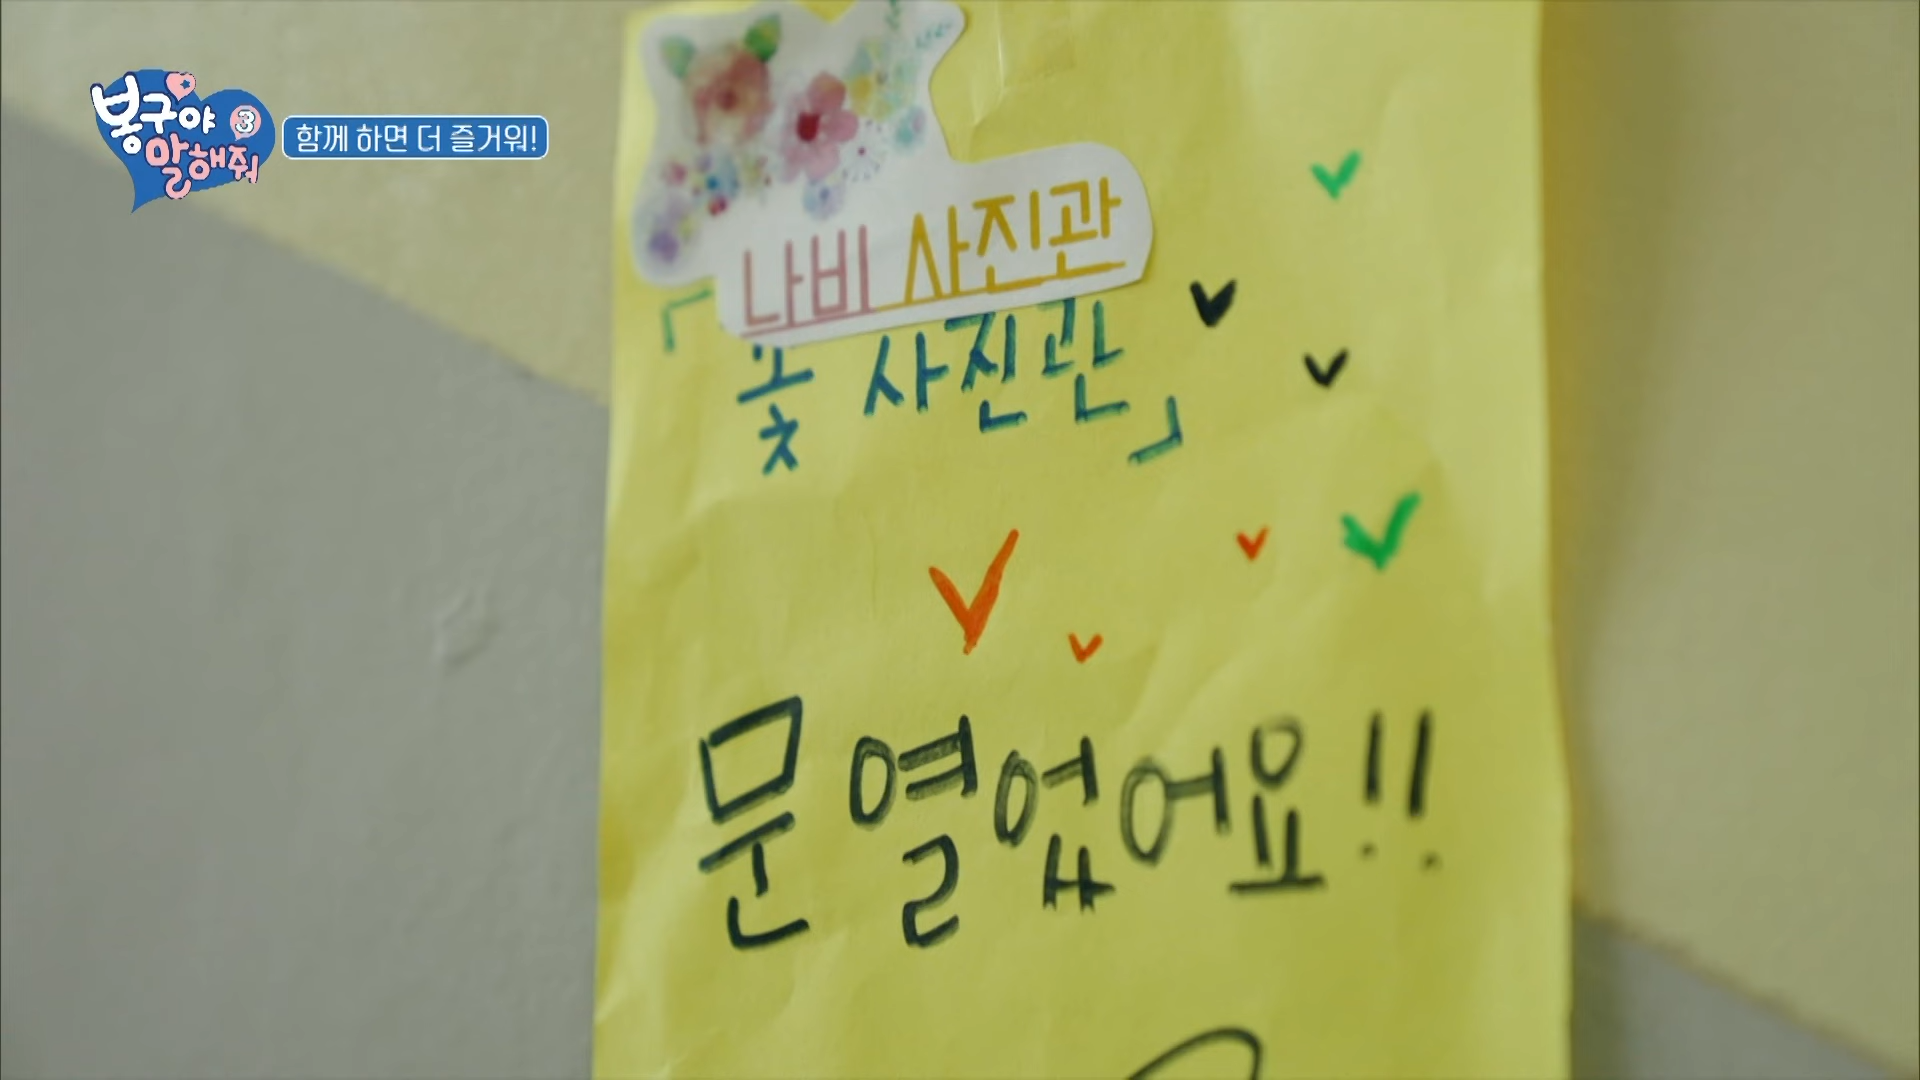 봉구야 3
말해줘
함께 하면 더 즐거워!
나비 사진관
「꽃 사진관」
문 열었어요!!